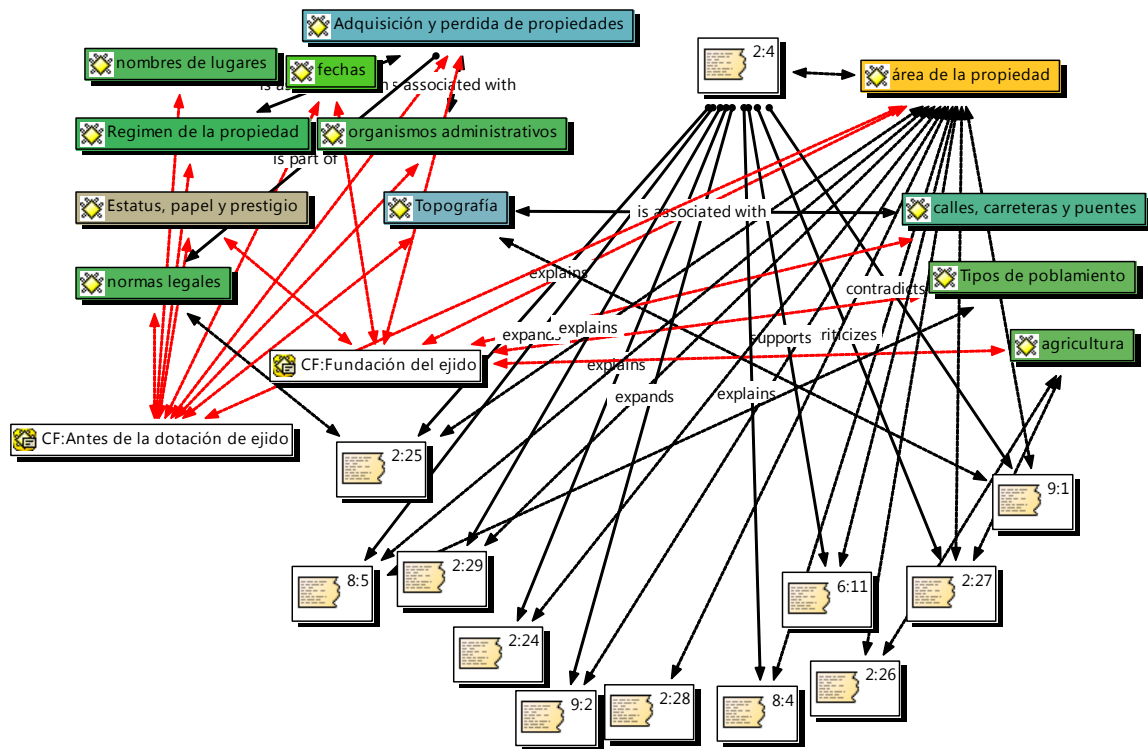 Adquisición y perdida de propiedades
2:4
nombres de lugares
fechas
área de la propiedad
is associated with
Regimen de la propiedad
organismos administrativos
is part of
Estatus, papel y prestigio
Topografía
is associated with
calles, carreteras y puentes
normas legales
explains
Tipos de poblamiento
contradicts
expands
explains
supports
riticizes
agricultura
CF:Fundación del ejido
explains
expands
explains
CF:Antes de la dotación de ejido
2:25
9:1
8:5
2:29
6:11
2:27
2:24
2:26
9:2
2:28
8:4